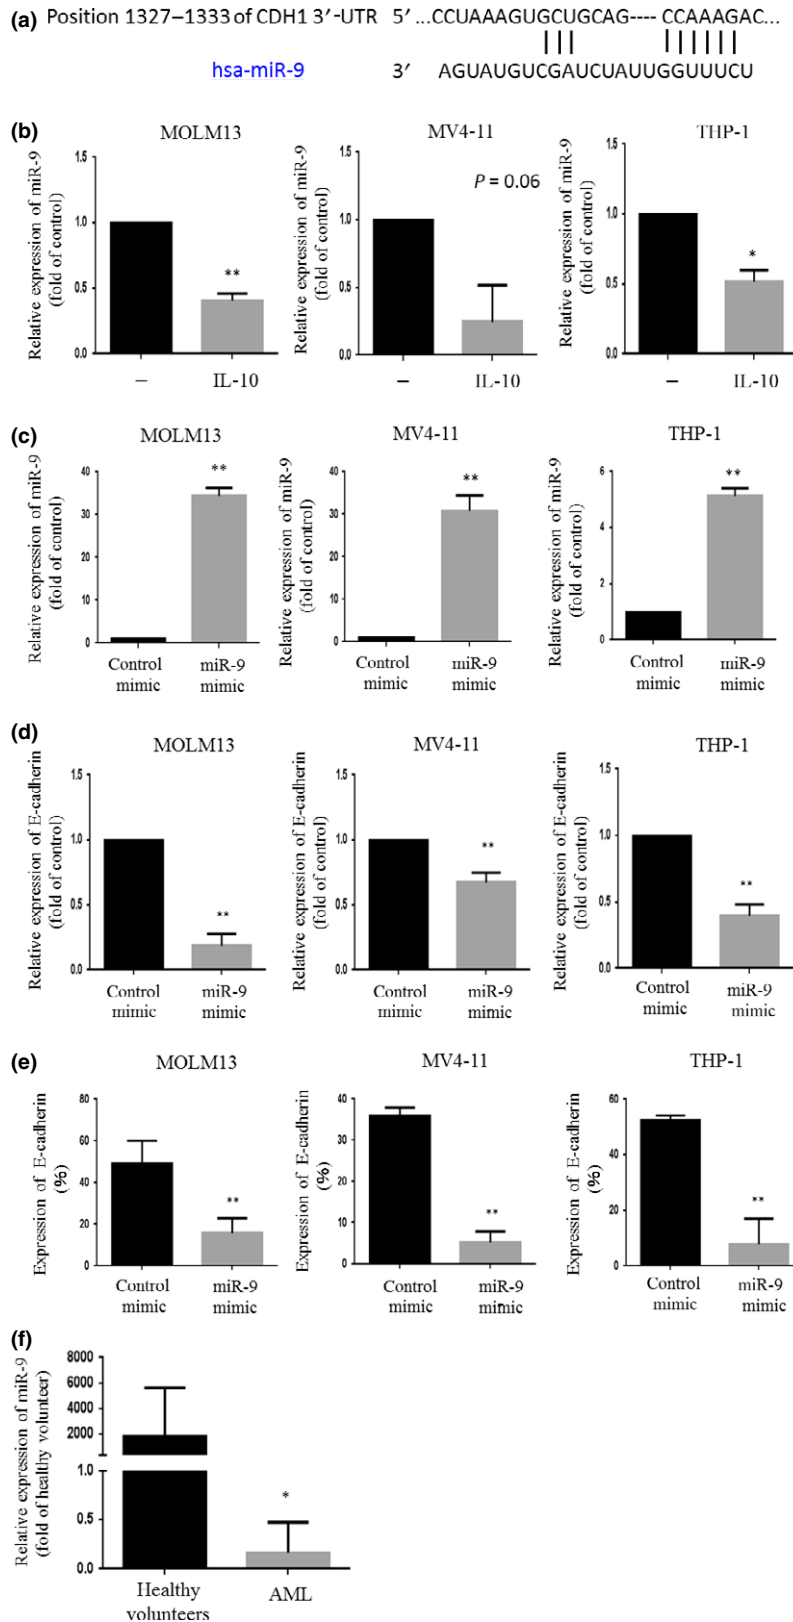 (a) Position 1327–1333 of CDH1 3′-UTR 5′ ...CCUAAAGUGCUGCAG---- CCAAAGAC...
hsa-miR-9 3′ AGUAUGUCGAUCUAUUGGUUUCU
(b)
MOLM13
Relative expression of miR-9
(fold of control)
1.5
1.0
0.5
0.0
**
– IL-10
MV4-11
Relative expression of miR-9
(fold of control)
1.5
1.0
0.5
0.0
P = 0.06
– IL-10
THP-1
Relative expression of miR-9
(fold of control)
1.5
1.0
0.5
0.0
*
– IL-10
(c)
MOLM13
Relative expression of miR-9
(fold of control)
40
30
20
10
0
**
Control miR-9
mimic mimic
MV4-11
Relative expression of miR-9
(fold of control)
40
30
20
10
0
**
Control miR-9
mimic mimic
THP-1
Relative expression of miR-9
(fold of control)
6
4
2
0
**
Control miR-9
mimic mimic
(d)
MOLM13
Relative expression of E-cadherin
(fold of control)
1.5
1.0
0.5
0.0
**
Control miR-9
mimic mimic
MV4-11
Relative expression of E-cadherin
(fold of control)
1.5
1.0
0.5
0.0
**
Control miR-9
mimic mimic
THP-1
Relative expression of E-cadherin
(fold of control)
1.5
1.0
0.5
0.0
**
Control miR-9
mimic mimic
(e)
MOLM13
Expression of E-cadherin
(%)
80
60
40
20
0
**
Control miR-9
mimic mimic
MV4-11
Expression of E-cadherin
(%)
40
30
20
10
0
**
Control miR-9
mimic mimic
THP-1
Expression of E-cadherin
(%)
60
40
20
0
**
Control miR-9
mimic mimic
(f)
Relative expression of miR-9
(fold of healthy volunteer)
8000
6000
4000
2000
1.0
0.5
0.0
*
Healthy AML
volunteers